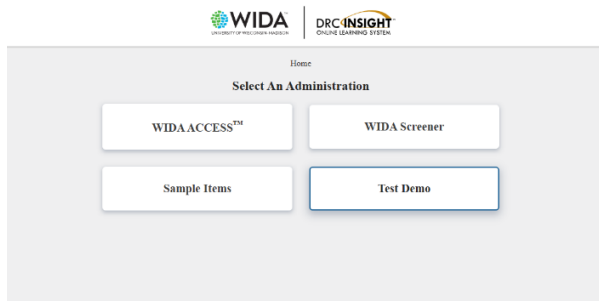 WIDA
UNIVERSITY OF WISCONSIN-MADISON
DRC INSIGHT™
ONLINE LEARNING SYSTEM
Home
Select An Administration
WIDA ACCESS™
WIDA Screener
Sample Items
Test Demo